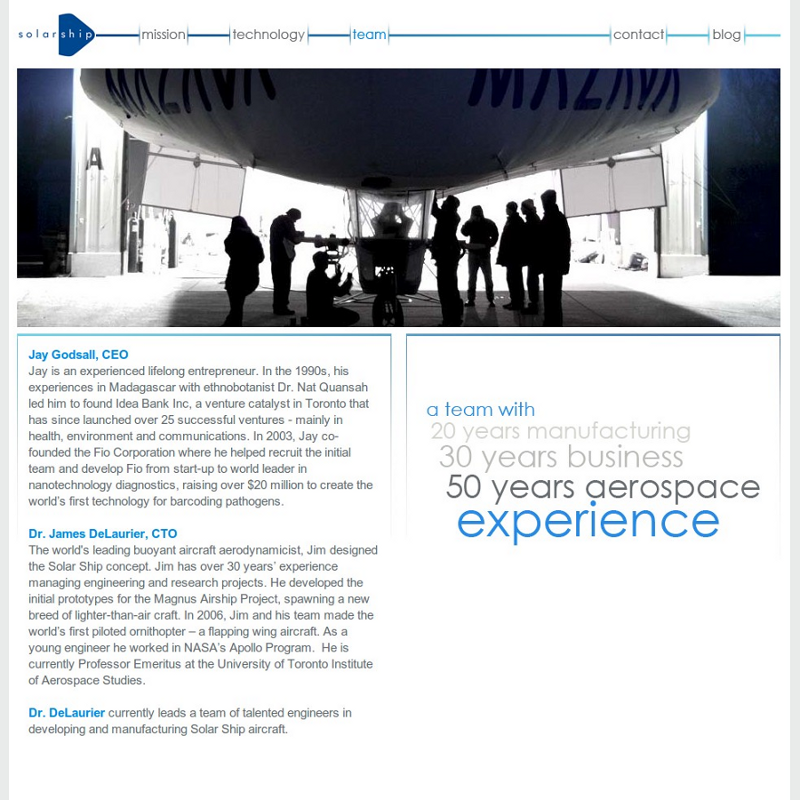 solarship mission technology team contact blog
MAZAVA MAZAVA
A
Jay Godsall, CEO
Jay is an experienced lifelong entrepreneur. In the 1990s, his
experiences in Madagascar with ethnobotanist Dr. Nat Quansah
led him to found Idea Bank Inc, a venture catalyst in Toronto that
has since launched over 25 successful ventures - mainly in
health, environment and communications. In 2003, Jay co-
founded the Fio Corporation where he helped recruit the initial
team and develop Fio from start-up to world leader in
nanotechnology diagnostics, raising over $20 million to create the
world's first technology for barcoding pathogens.
Dr. James DeLaurier, CTO
The world's leading buoyant aircraft aerodynamicist, Jim designed
the Solar Ship concept. Jim has over 30 years' experience
managing engineering and research projects. He developed the
initial prototypes for the Magnus Airship Project, spawning a new
breed of lighter-than-air craft. In 2006, Jim and his team made the
world's first piloted ornithopter – a flapping wing aircraft. As a
young engineer he worked in NASA's Apollo Program. He is
currently Professor Emeritus at the University of Toronto Institute
of Aerospace Studies.
Dr. DeLaurier currently leads a team of talented engineers in
developing and manufacturing Solar Ship aircraft.
a team with
20 years manufacturing
30 years business
50 years aerospace
experience